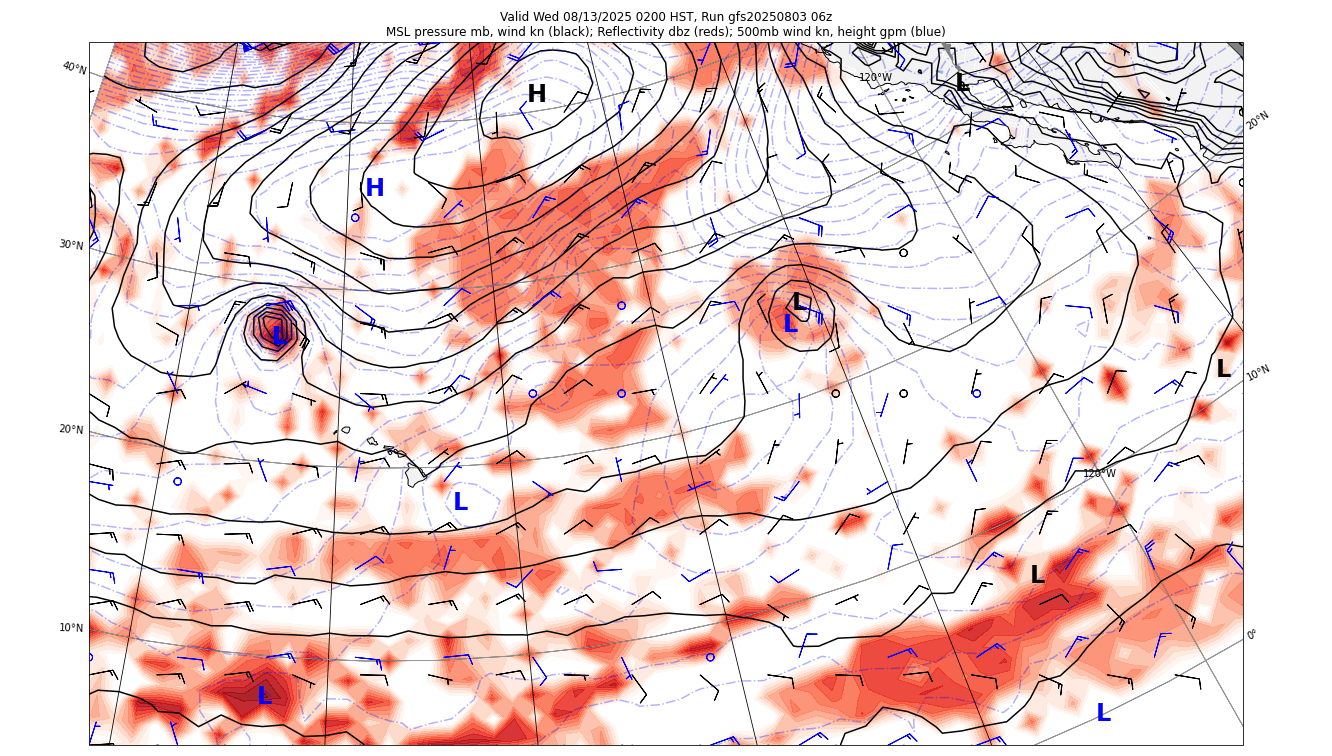 Valid Wed 08/13/2025 0200 HST, Run gfs20250803 06z
MSL pressure mb, wind kn (black); Reflectivity dbz (reds); 500mb wind kn, height gpm (blue)
40°N
120°W
L
20°N
H
H
30°N
L
L
L
L
10°N
20°N
120°W
L
L
10°N
0°
L
L